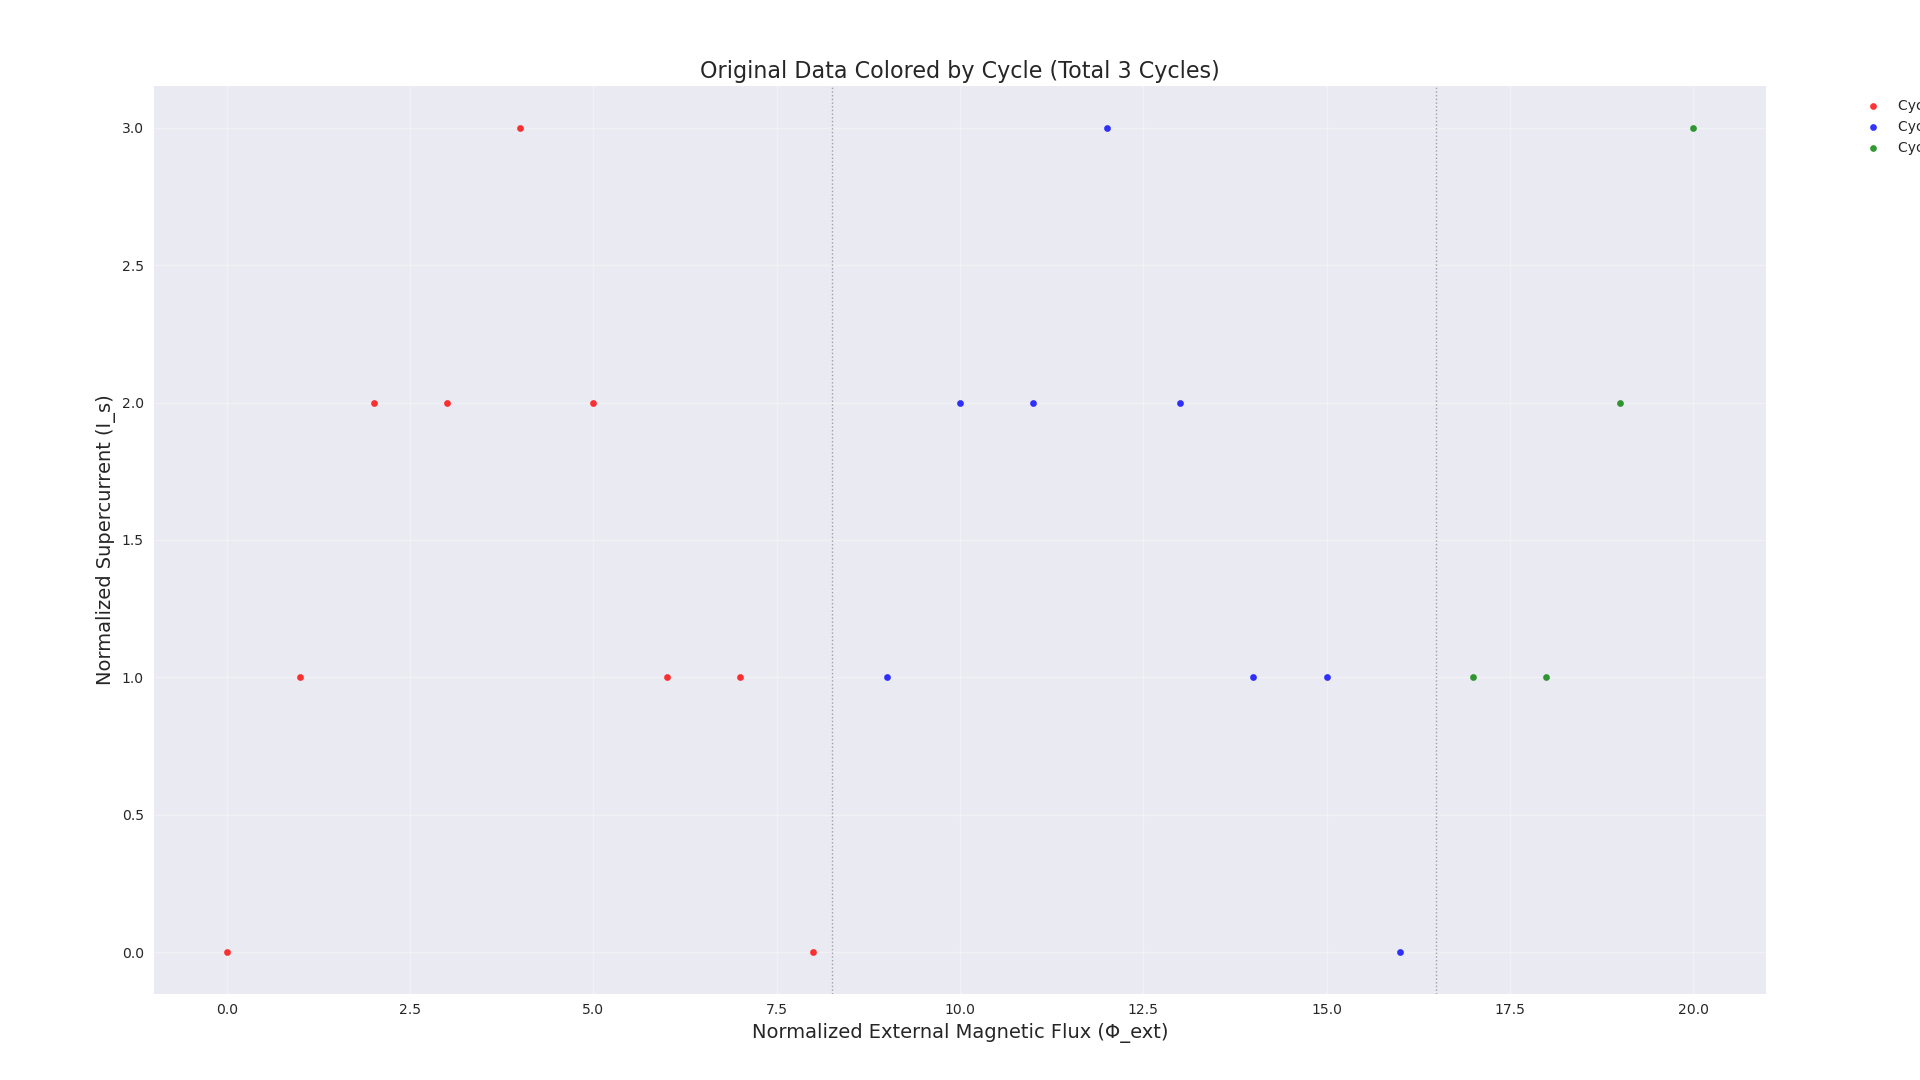 Original Data Colored by Cycle (Total 3 Cycles)
3.0
2.5
2.0
1.5
1.0
0.5
0.0
Normalized Supercurrent (I_s)
0.0 2.5 5.0 7.5 10.0 12.5 15.0 17.5 20.0
Normalized External Magnetic Flux (Φ_ext)
Cyc
Cyc
Cyc